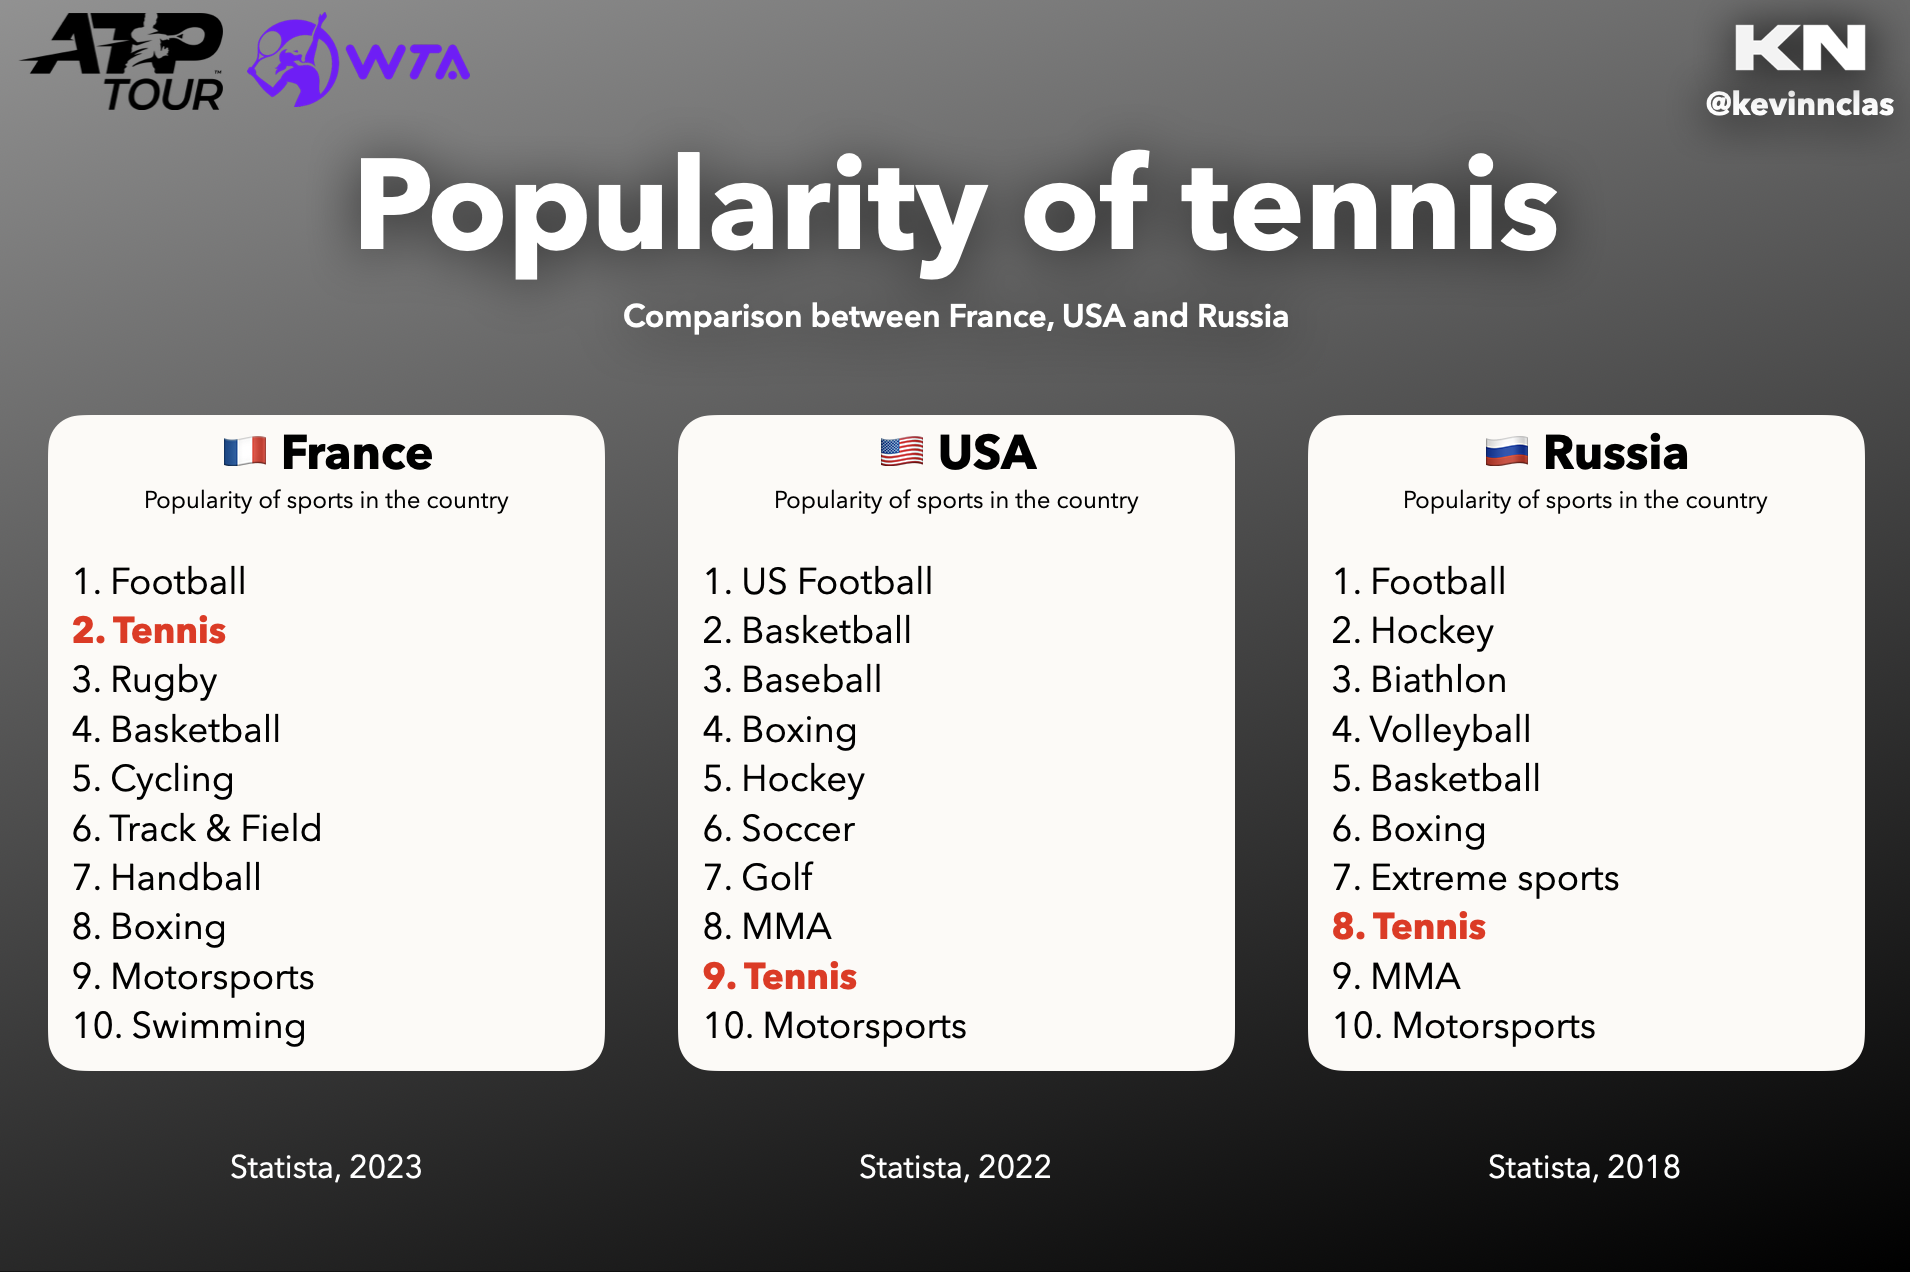 ATP
TOUR
WTA
KN
@kevinnclas
Popularity of tennis
Comparison between France, USA and Russia
France
Popularity of sports in the country
1. Football
2. Tennis
3. Rugby
4. Basketball
5. Cycling
6. Track & Field
7. Handball
8. Boxing
9. Motorsports
10. Swimming
Statista, 2023
USA
Popularity of sports in the country
1. US Football
2. Basketball
3. Baseball
4. Boxing
5. Hockey
6. Soccer
7. Golf
8. MMA
9. Tennis
10. Motorsports
Statista, 2022
Russia
Popularity of sports in the country
1. Football
2. Hockey
3. Biathlon
4. Volleyball
5. Basketball
6. Boxing
7. Extreme sports
8. Tennis
9. MMA
10. Motorsports
Statista, 2018